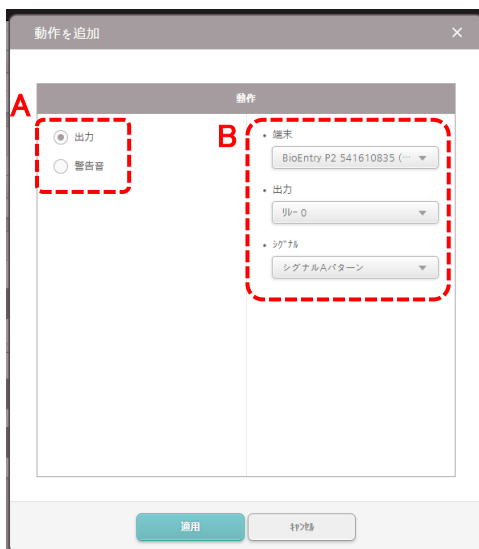 動作を追加
×
動作
A
出力
警告音
B
• 端末
BioEntry P2 541610835 (…
• 出力
ﾘﾚｰ 0
• ｼｸﾞﾅﾙ
シグナルAパターン
適用
ｷｬﾝｾﾙ